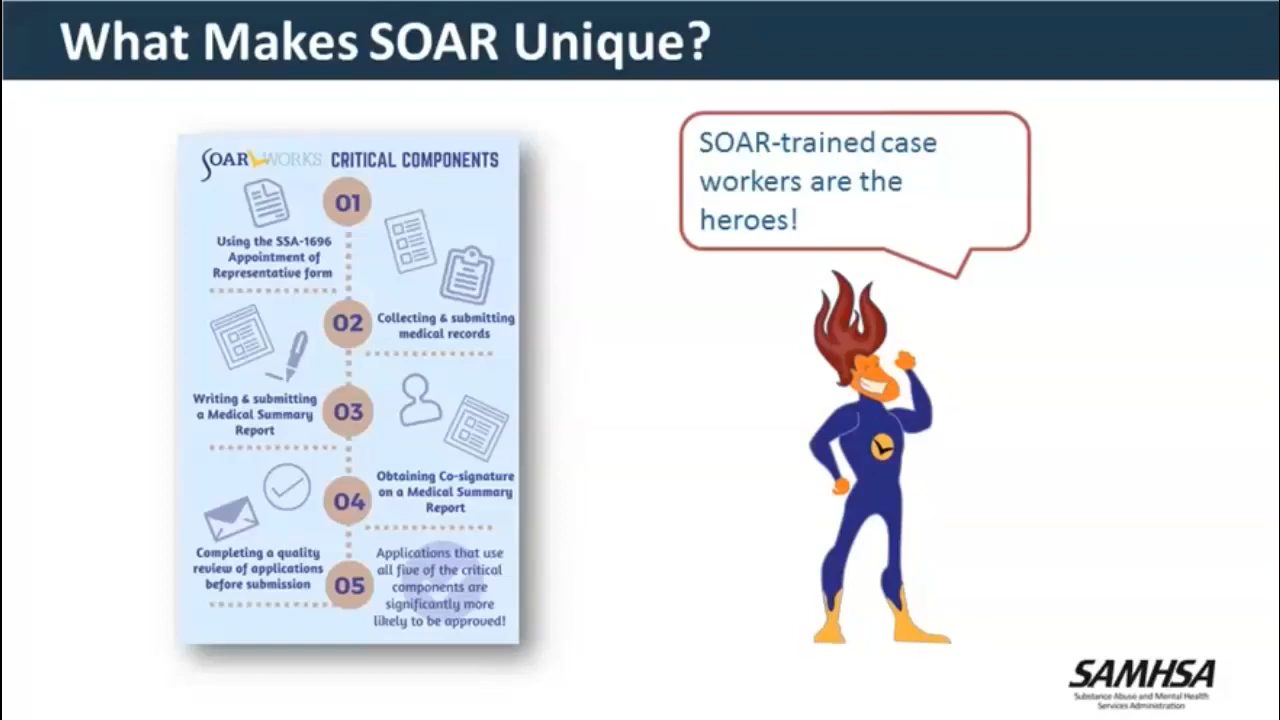 What Makes SOAR Unique?
SOAR WORKS CRITICAL COMPONENTS
01
Using the SSA-1696
Appointment of
Representative form
02
Collecting & submitting
medical records
03
Writing & submitting
a Medical Summary
Report
04
Obtaining Co-signature
on a Medical Summary
Report
05
Completing a quality
review of applications
before submission
Applications that use
all five of the critical
components are
significantly more
likely to be approved!
SOAR-trained case
workers are the
heroes!
SAMHSA
Substance Abuse and Mental Health
Services Administration